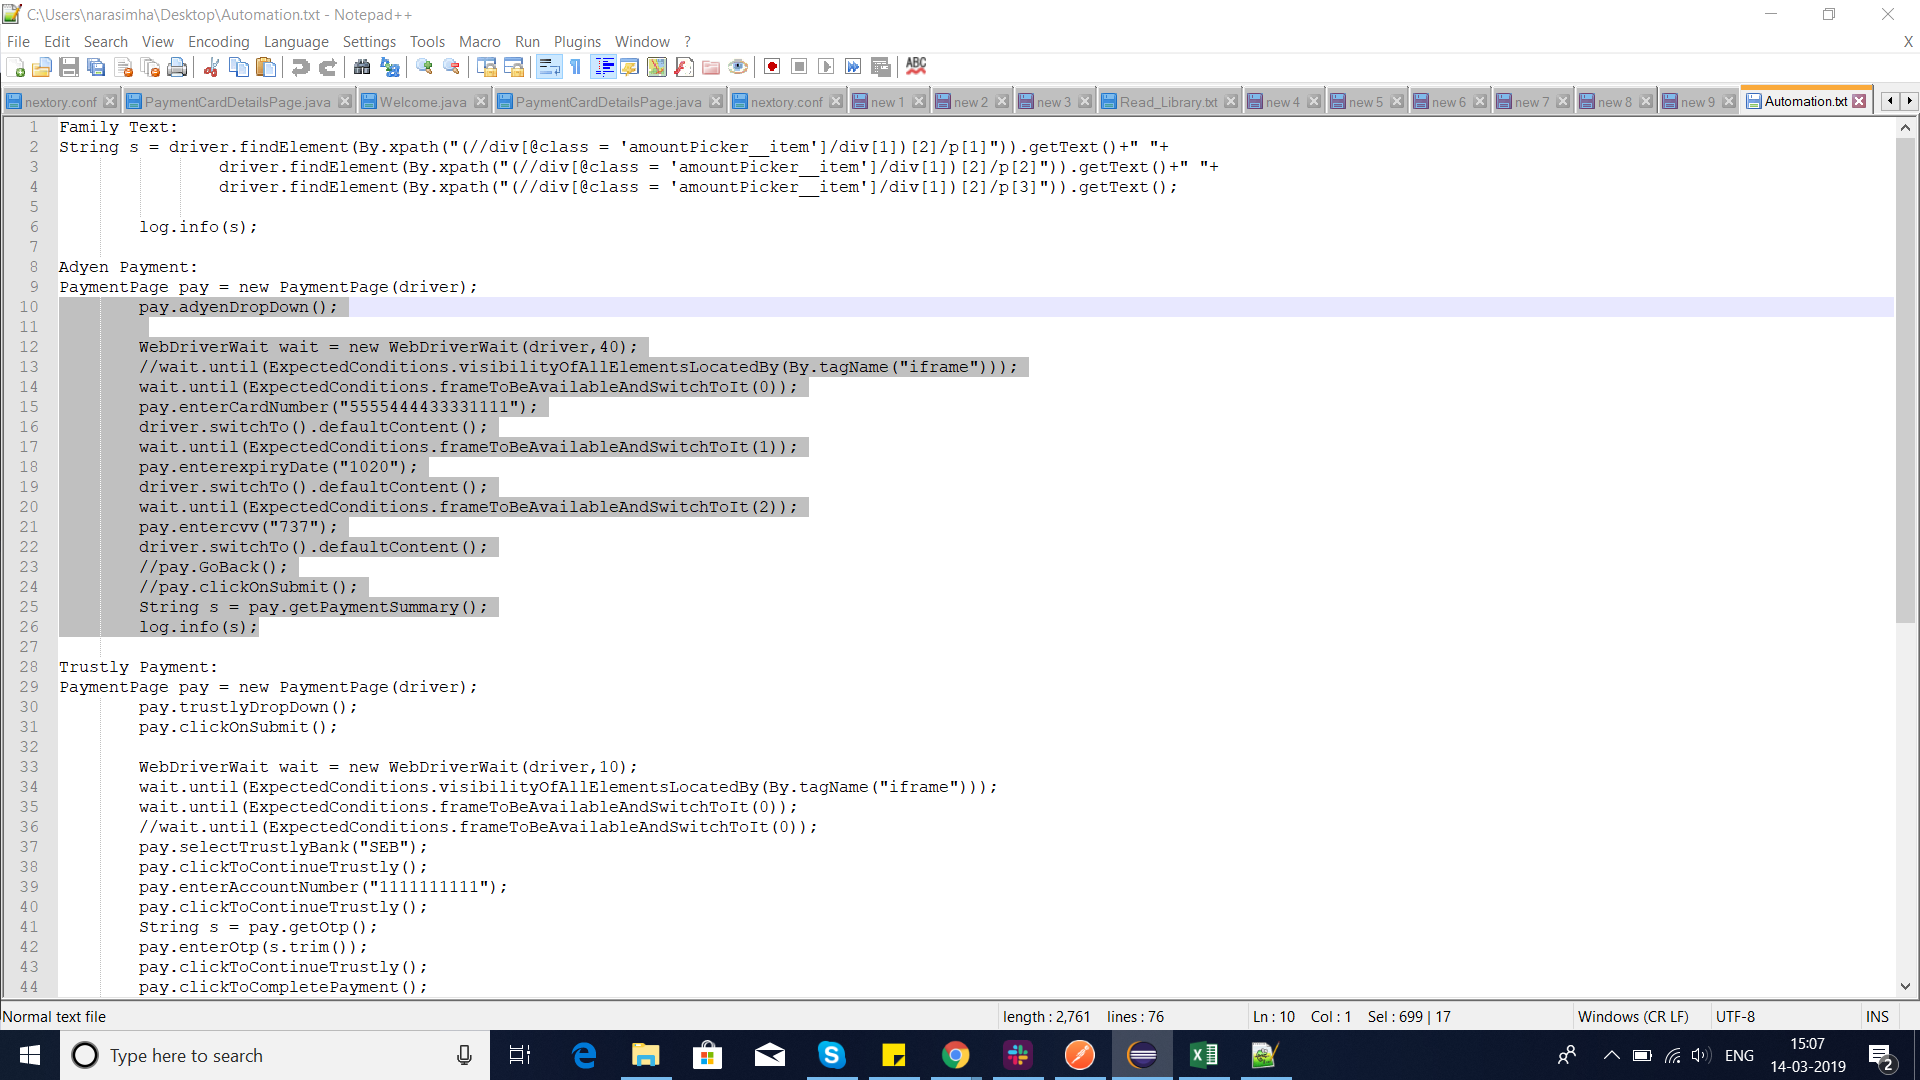 C:\Users\narasimha\Desktop\Automation.txt - Notepad++
File Edit Search View Encoding Language Settings Tools Macro Run Plugins Window ?
X
ABC
nextory.conf PaymentCardDetailsPage.java Welcome.java PaymentCardDetailsPage.java nextory.conf new 1 new 2 new 3 Read_Library.txt new 4 new 5 new 6 new 7 new 8 new 9 Automation.txt
1 Family Text:
2 String s = driver.findElement(By.xpath("(//div[@class = 'amountPicker__item']/div[1])[2]/p[1]")).getText()+" "+
3 driver.findElement(By.xpath("(//div[@class = 'amountPicker__item']/div[1])[2]/p[2]")).getText()+" "+
4 driver.findElement(By.xpath("(//div[@class = 'amountPicker__item']/div[1])[2]/p[3]")).getText();
5
6 log.info(s);
7
8 Adyen Payment:
9 PaymentPage pay = new PaymentPage(driver);
10 pay.adyenDropDown();
11
12 WebDriverWait wait = new WebDriverWait(driver,40);
13 //wait.until(ExpectedConditions.visibilityOfAllElementsLocatedBy(By.tagName("iframe")));
14 wait.until(ExpectedConditions.frameToBeAvailableAndSwitchToIt(0));
15 pay.enterCardNumber("5555444433331111");
16 driver.switchTo().defaultContent();
17 wait.until(ExpectedConditions.frameToBeAvailableAndSwitchToIt(1));
18 pay.enterexpiryDate("1020");
19 driver.switchTo().defaultContent();
20 wait.until(ExpectedConditions.frameToBeAvailableAndSwitchToIt(2));
21 pay.entercvv("737");
22 driver.switchTo().defaultContent();
23 //pay.GoBack();
24 //pay.clickOnSubmit();
25 String s = pay.getPaymentSummary();
26 log.info(s);
27
28 Trustly Payment:
29 PaymentPage pay = new PaymentPage(driver);
30 pay.trustlyDropDown();
31 pay.clickOnSubmit();
32
33 WebDriverWait wait = new WebDriverWait(driver,10);
34 wait.until(ExpectedConditions.visibilityOfAllElementsLocatedBy(By.tagName("iframe")));
35 wait.until(ExpectedConditions.frameToBeAvailableAndSwitchToIt(0));
36 //wait.until(ExpectedConditions.frameToBeAvailableAndSwitchToIt(0));
37 pay.selectTrustlyBank("SEB");
38 pay.clickToContinueTrustly();
39 pay.enterAccountNumber("1111111111");
40 pay.clickToContinueTrustly();
41 String s = pay.getOtp();
42 pay.enterOtp(s.trim());
43 pay.clickToContinueTrustly();
44 pay.clickToCompletePayment();
Normal text file length : 2,761 lines : 76 Ln : 10 Col : 1 Sel : 699 | 17 Windows (CR LF) UTF-8 INS
Type here to search
ENG
15:07
14-03-2019
2